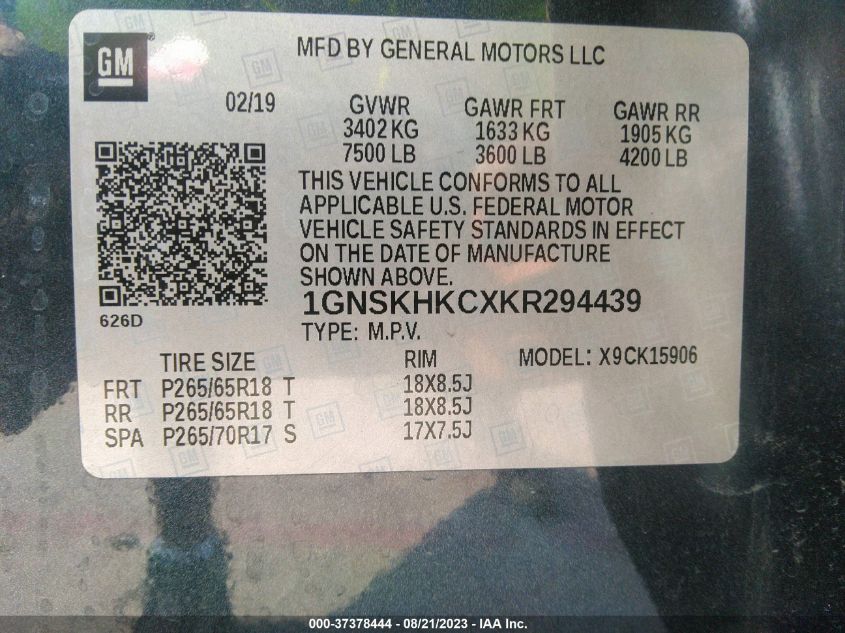 GM ®
MFD BY GENERAL MOTORS LLC
02/19 GVWR GAWR FRT GAWR RR
3402 KG 1633 KG 1905 KG
7500 LB 3600 LB 4200 LB
THIS VEHICLE CONFORMS TO ALL
APPLICABLE U.S. FEDERAL MOTOR
VEHICLE SAFETY STANDARDS IN EFFECT
ON THE DATE OF MANUFACTURE
SHOWN ABOVE.
626D
1GNSKHKCXKR294439
TYPE: M.P.V.
TIRE SIZE RIM MODEL: X9CK15906
FRT P265/65R18 T 18X8.5J
RR P265/65R18 T 18X8.5J
SPA P265/70R17 S 17X7.5J
000-37378444 - 08/21/2023 - IAA Inc.